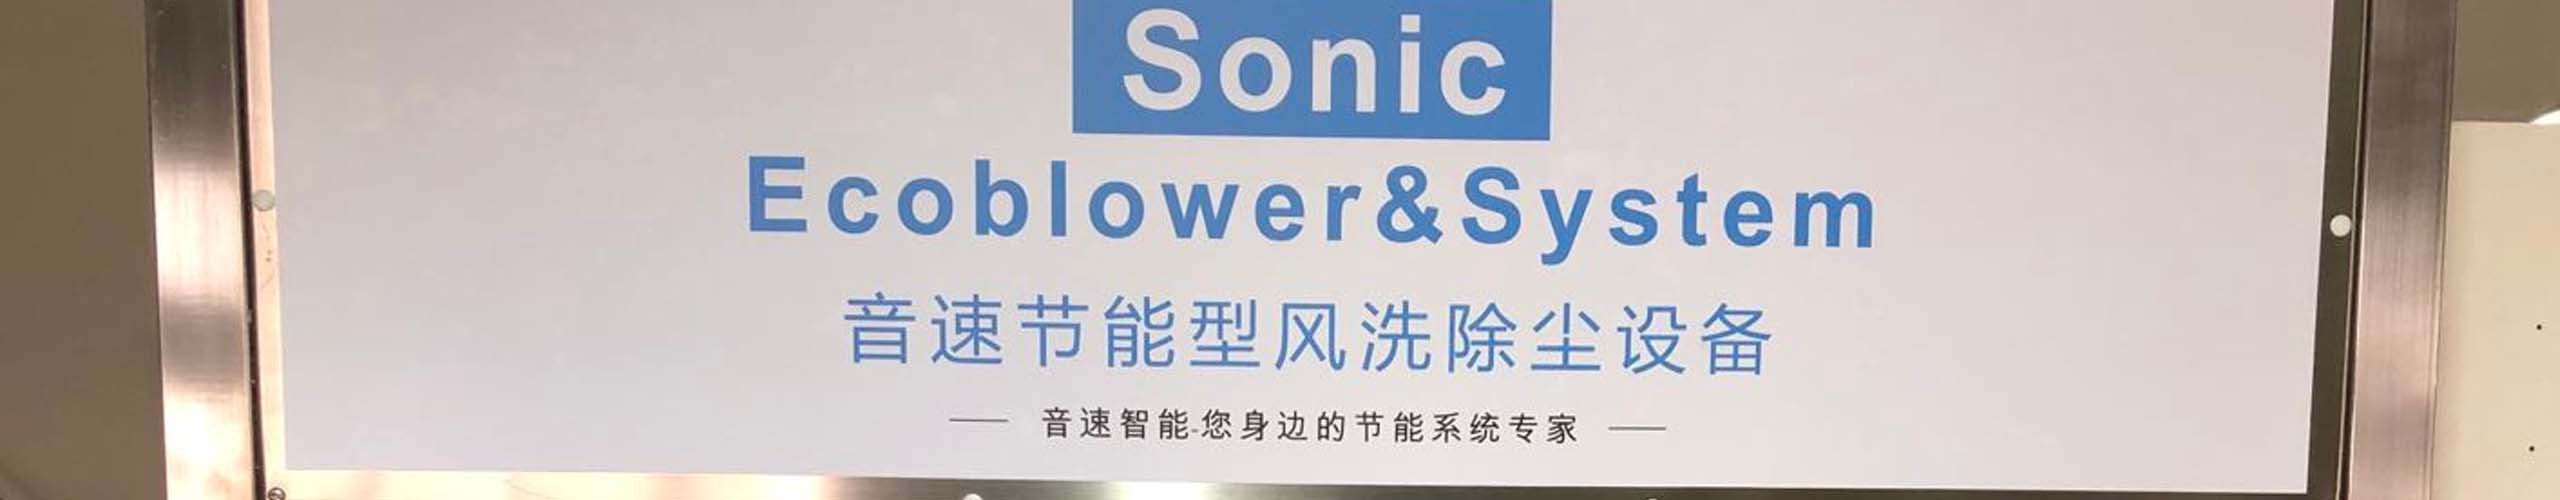 Sonic
Ecoblower&System
音速节能型风洗除尘设备
音速智能-您身边的节能系统专家